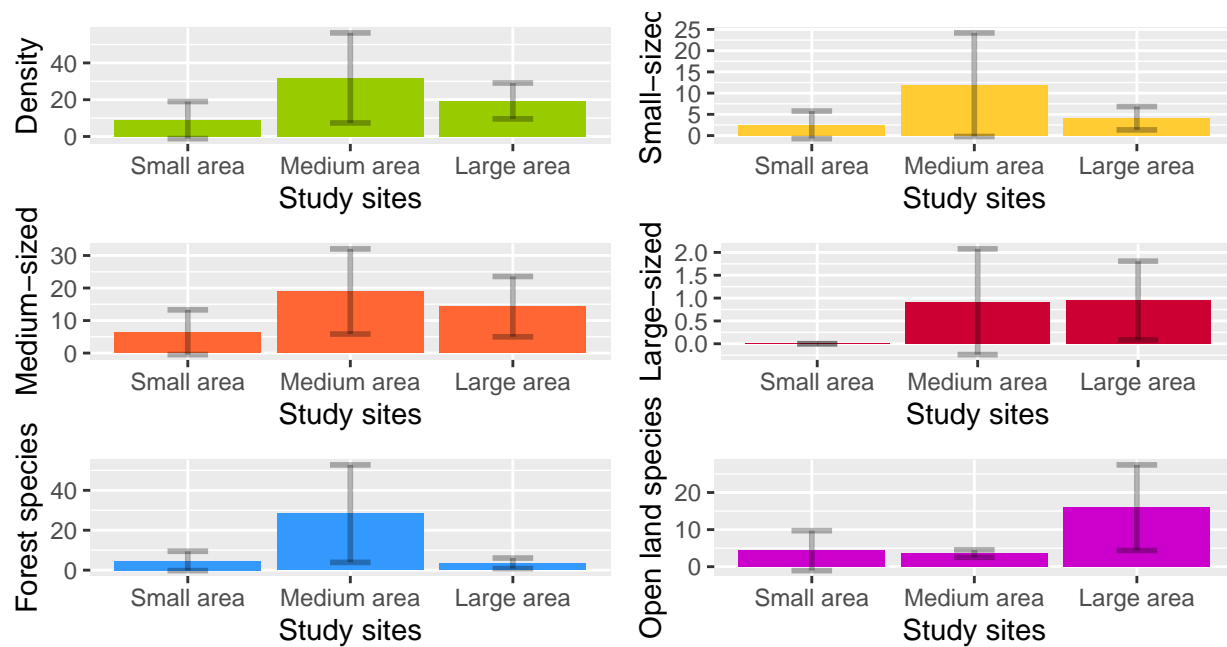 Density
40
20
0
Small area Medium area Large area
Study sites
Small-sized
25
20
15
10
5
0
Small area Medium area Large area
Study sites
Medium-sized
30
20
10
0
Small area Medium area Large area
Study sites
Large-sized
2.0
1.5
1.0
0.5
0.0
Small area Medium area Large area
Study sites
Forest species
40
20
0
Small area Medium area Large area
Study sites
Open land species
20
10
0
Small area Medium area Large area
Study sites